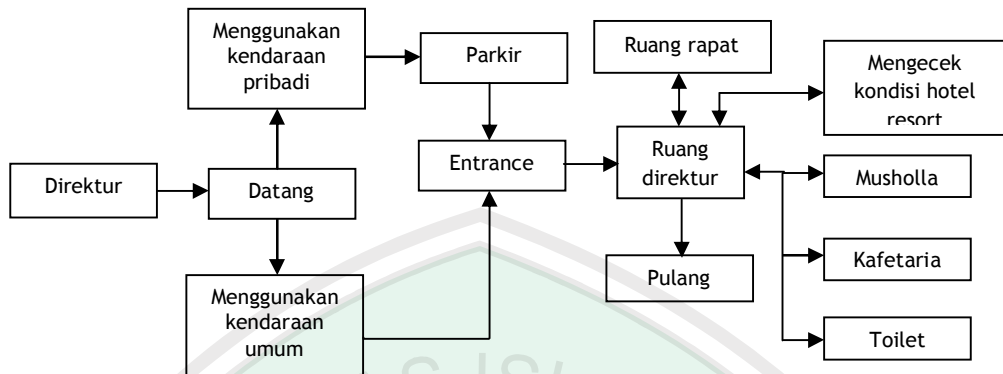 Menggunakan
kendaraan
pribadi
Parkir
Ruang rapat
Mengecek
kondisi hotel
resort
Direktur
Datang
Entrance
Ruang
direktur
Musholla
Kafetaria
Toilet
Pulang
Menggunakan
kendaraan
umum